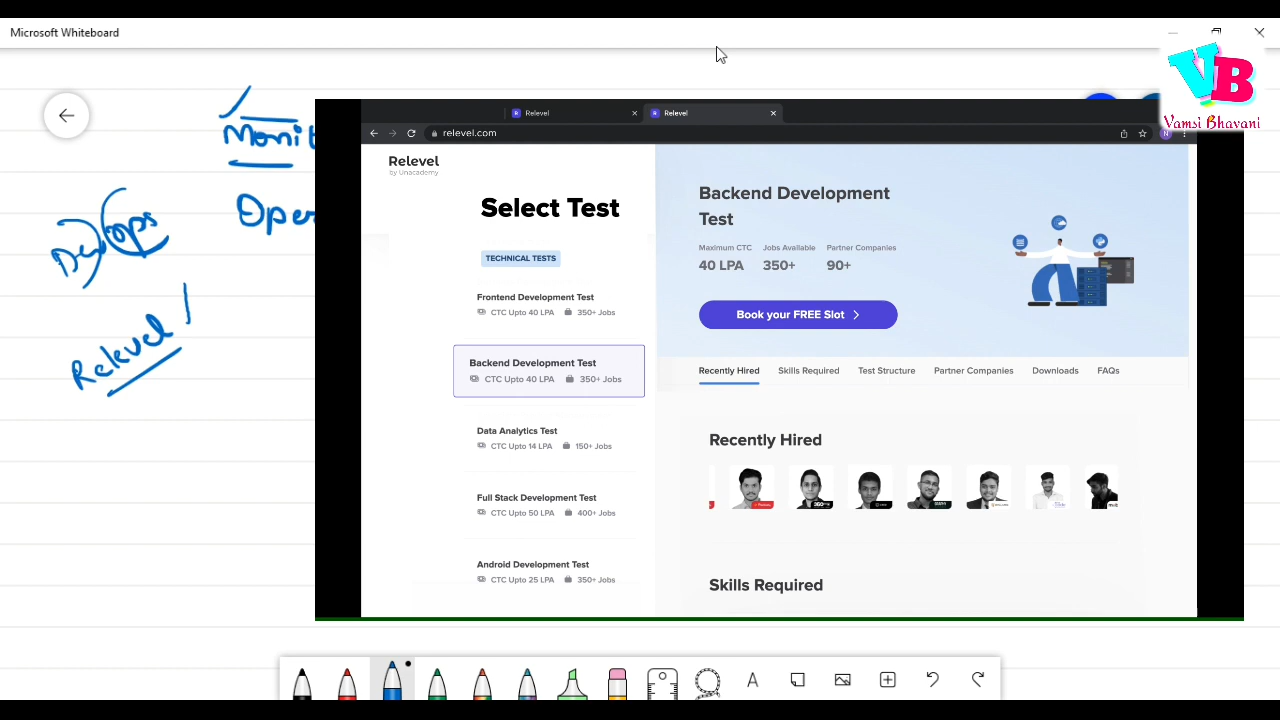 Microsoft Whiteboard
VB
Vamsi Bhavani
Monit
Oper
DevOps
Relevel
Relevel
Relevel
relevel.com
N
Relevel
by Unacademy
Select Test
TECHNICAL TESTS
Frontend Development Test
CTC Upto 40 LPA 350+ Jobs
Backend Development Test
CTC Upto 40 LPA 350+ Jobs
Data Analytics Test
CTC Upto 14 LPA 150+ Jobs
Full Stack Development Test
CTC Upto 50 LPA 400+ Jobs
Android Development Test
CTC Upto 25 LPA 350+ Jobs
Backend Development
Test
Maximum CTC Jobs Available Partner Companies
40 LPA 350+ 90+
Book your FREE Slot
Recently Hired Skills Required Test Structure Partner Companies Downloads FAQs
Recently Hired
Skills Required